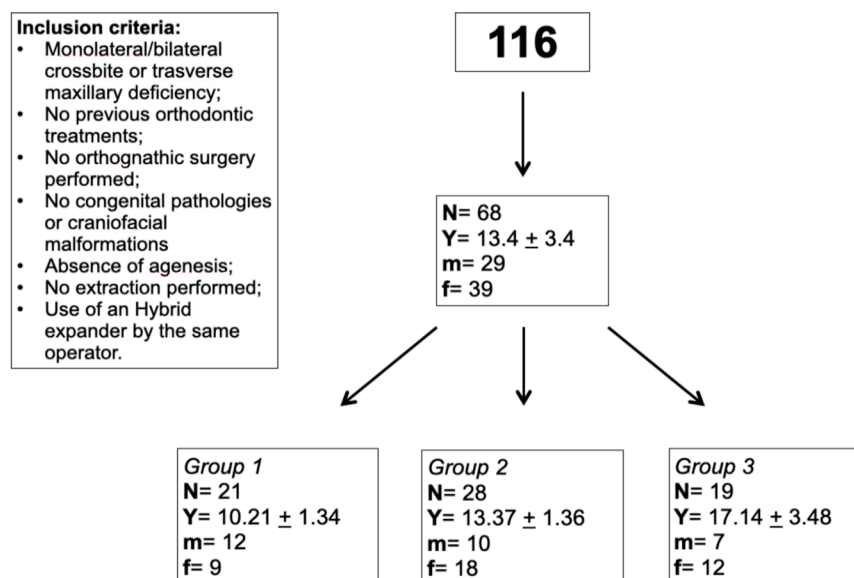 Inclusion criteria:
• Monolateral/bilateral
crossbite or trasverse
maxillary deficiency;
• No previous orthodontic
treatments;
• No orthognathic surgery
performed;
• No congenital pathologies
or craniofacial
malformations
• Absence of agenesis;
• No extraction performed;
• Use of an Hybrid
expander by the same
operator.
116
N= 68
Y= 13.4 ± 3.4
m= 29
f= 39
Group 1
N= 21
Y= 10.21 ± 1.34
m= 12
f= 9
Group 2
N= 28
Y= 13.37 ± 1.36
m= 10
f= 18
Group 3
N= 19
Y= 17.14 ± 3.48
m= 7
f= 12